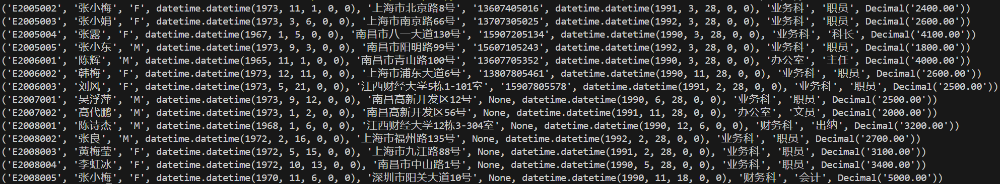 ('E2005002', '张小梅', 'F', datetime.datetime(1973, 11, 1, 0, 0), '上海市北京路8号', '13607405016', datetime.datetime(1991, 3, 28, 0, 0), '业务科', '职员', Decimal('2400.00'))
('E2005003', '张小娟', 'F', datetime.datetime(1973, 3, 6, 0, 0), '上海市南京路66号', '13707305025', datetime.datetime(1992, 3, 28, 0, 0), '业务科', '职员', Decimal('2600.00'))
('E2005004', '张露', 'F', datetime.datetime(1967, 1, 5, 0, 0), '南昌市八一大道130号', '15907205134', datetime.datetime(1990, 3, 28, 0, 0), '业务科', '科长', Decimal('4100.00'))
('E2005005', '张小东', 'M', datetime.datetime(1973, 9, 3, 0, 0), '南昌市阳明路99号', '15607105243', datetime.datetime(1992, 3, 28, 0, 0), '业务科', '职员', Decimal('1800.00'))
('E2006001', '陈辉', 'M', datetime.datetime(1965, 11, 1, 0, 0), '南昌市青山路100号', '13607705352', datetime.datetime(1990, 3, 28, 0, 0), '办公室', '主任', Decimal('4000.00'))
('E2006002', '韩梅', 'F', datetime.datetime(1973, 12, 11, 0, 0), '上海市浦东大道6号', '13807805461', datetime.datetime(1990, 11, 28, 0, 0), '业务科', '职员', Decimal('2600.00'))
('E2006003', '刘风', 'F', datetime.datetime(1973, 5, 21, 0, 0), '江西财经大学5栋1-101室', '15907805578', datetime.datetime(1991, 2, 28, 0, 0), '业务科', '职员', Decimal('2500.00'))
('E2007001', '吴浮萍', 'M', datetime.datetime(1973, 9, 12, 0, 0), '南昌高新开发区12号', None, datetime.datetime(1990, 6, 28, 0, 0), '业务科', '职员', Decimal('2500.00'))
('E2007002', '高代鹏', 'M', datetime.datetime(1973, 1, 2, 0, 0), '南昌高新开发区56号', None, datetime.datetime(1991, 11, 28, 0, 0), '办公室', '文员', Decimal('2000.00'))
('E2008001', '陈诗杰', 'M', datetime.datetime(1968, 1, 6, 0, 0), '江西财经大学12栋3-304室', None, datetime.datetime(1990, 12, 6, 0, 0), '财务科', '出纳', Decimal('3200.00'))
('E2008002', '张良', 'M', datetime.datetime(1972, 2, 16, 0, 0), '上海市福州路135号', None, datetime.datetime(1992, 2, 28, 0, 0), '业务科', '职员', Decimal('2700.00'))
('E2008003', '黄梅莹', 'F', datetime.datetime(1972, 5, 15, 0, 0), '上海市九江路88号', None, datetime.datetime(1991, 2, 28, 0, 0), '业务科', '职员', Decimal('3100.00'))
('E2008004', '李虹冰', 'F', datetime.datetime(1972, 10, 13, 0, 0), '南昌市中山路1号', None, datetime.datetime(1990, 5, 28, 0, 0), '业务科', '职员', Decimal('3400.00'))
('E2008005', '张小梅', 'F', datetime.datetime(1970, 11, 6, 0, 0), '深圳市阳关大道10号', None, datetime.datetime(1990, 11, 18, 0, 0), '财务科', '会计', Decimal('5000.00'))